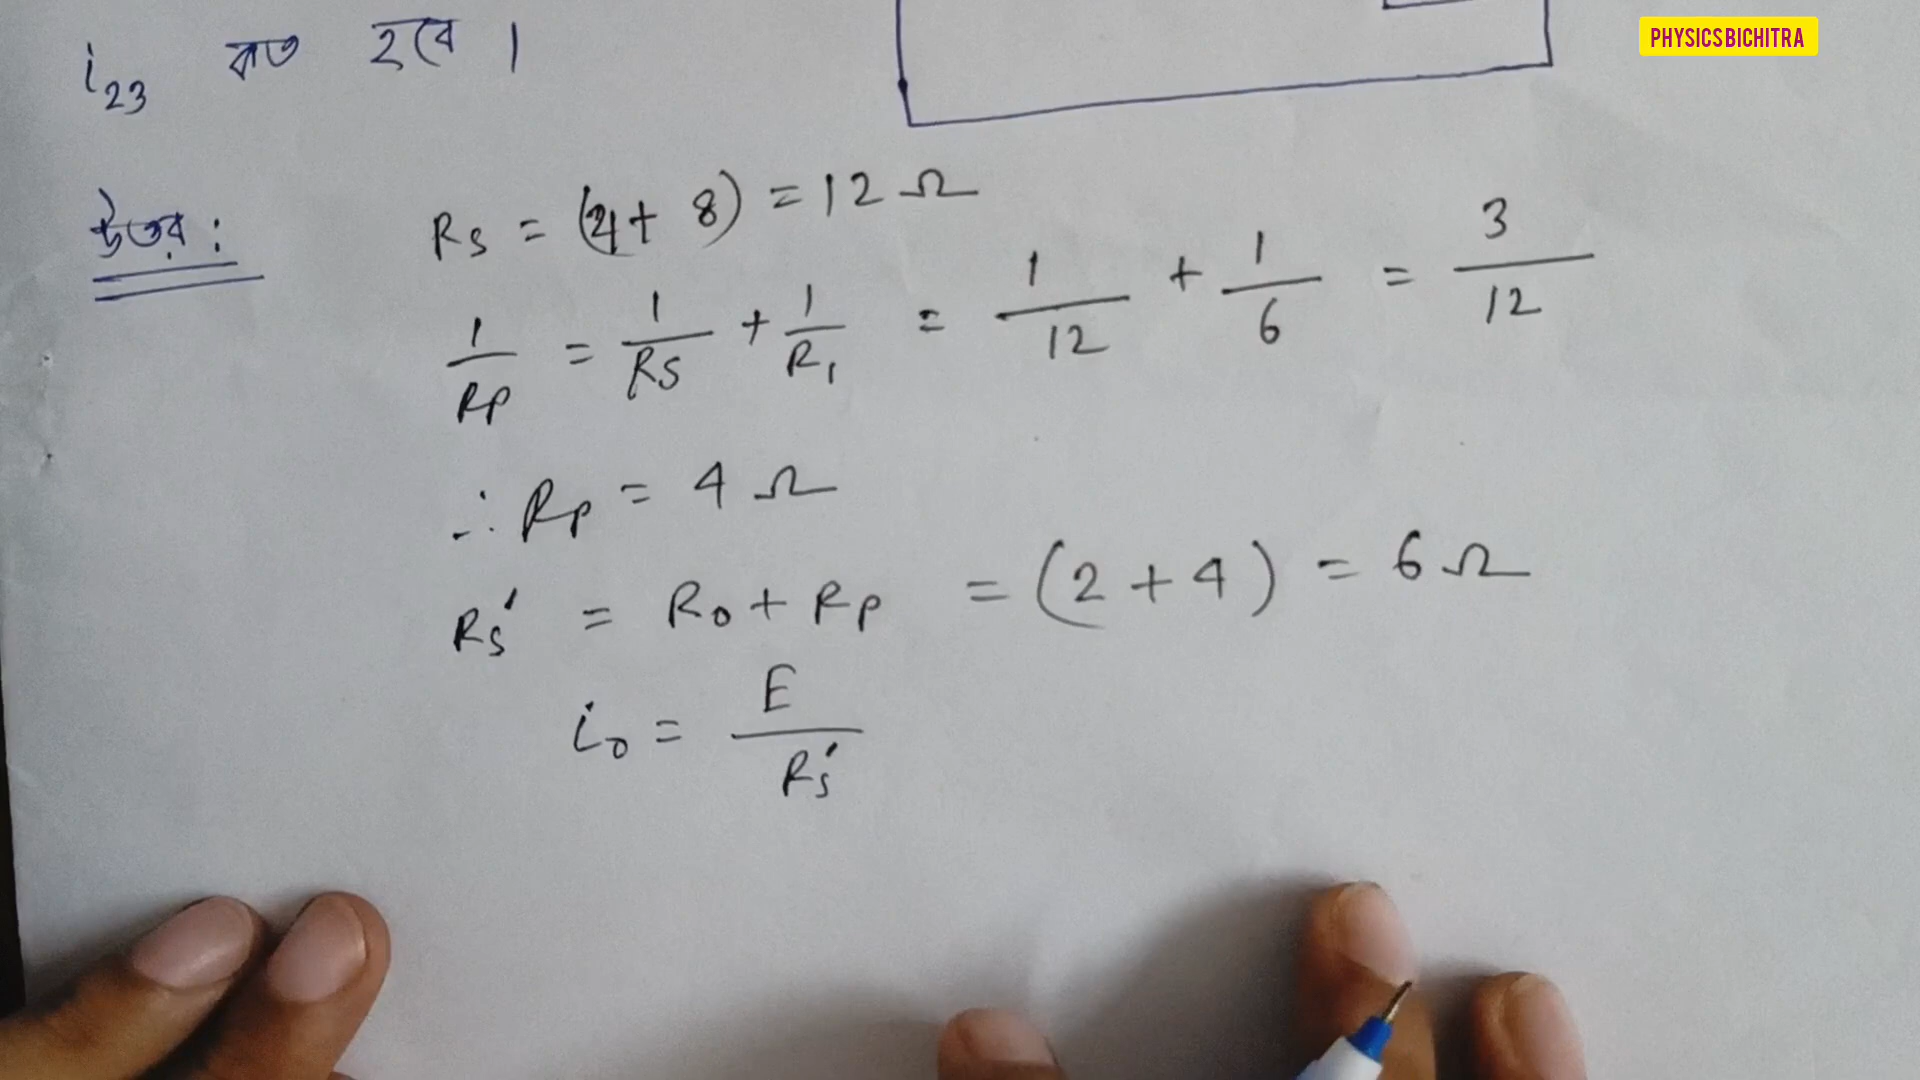 PHYSICSBICHITRA
i₂₃ কত হবে।
উত্তর:
Rs = (4+ 8) = 12 Ω
1/RP = 1/RS + 1/R₁ = 1/12 + 1/6 = 3/12
∴ Rp = 4 Ω
Rs' = R₀ + Rp = (2 + 4) = 6 Ω
i₀ = E/Rs'